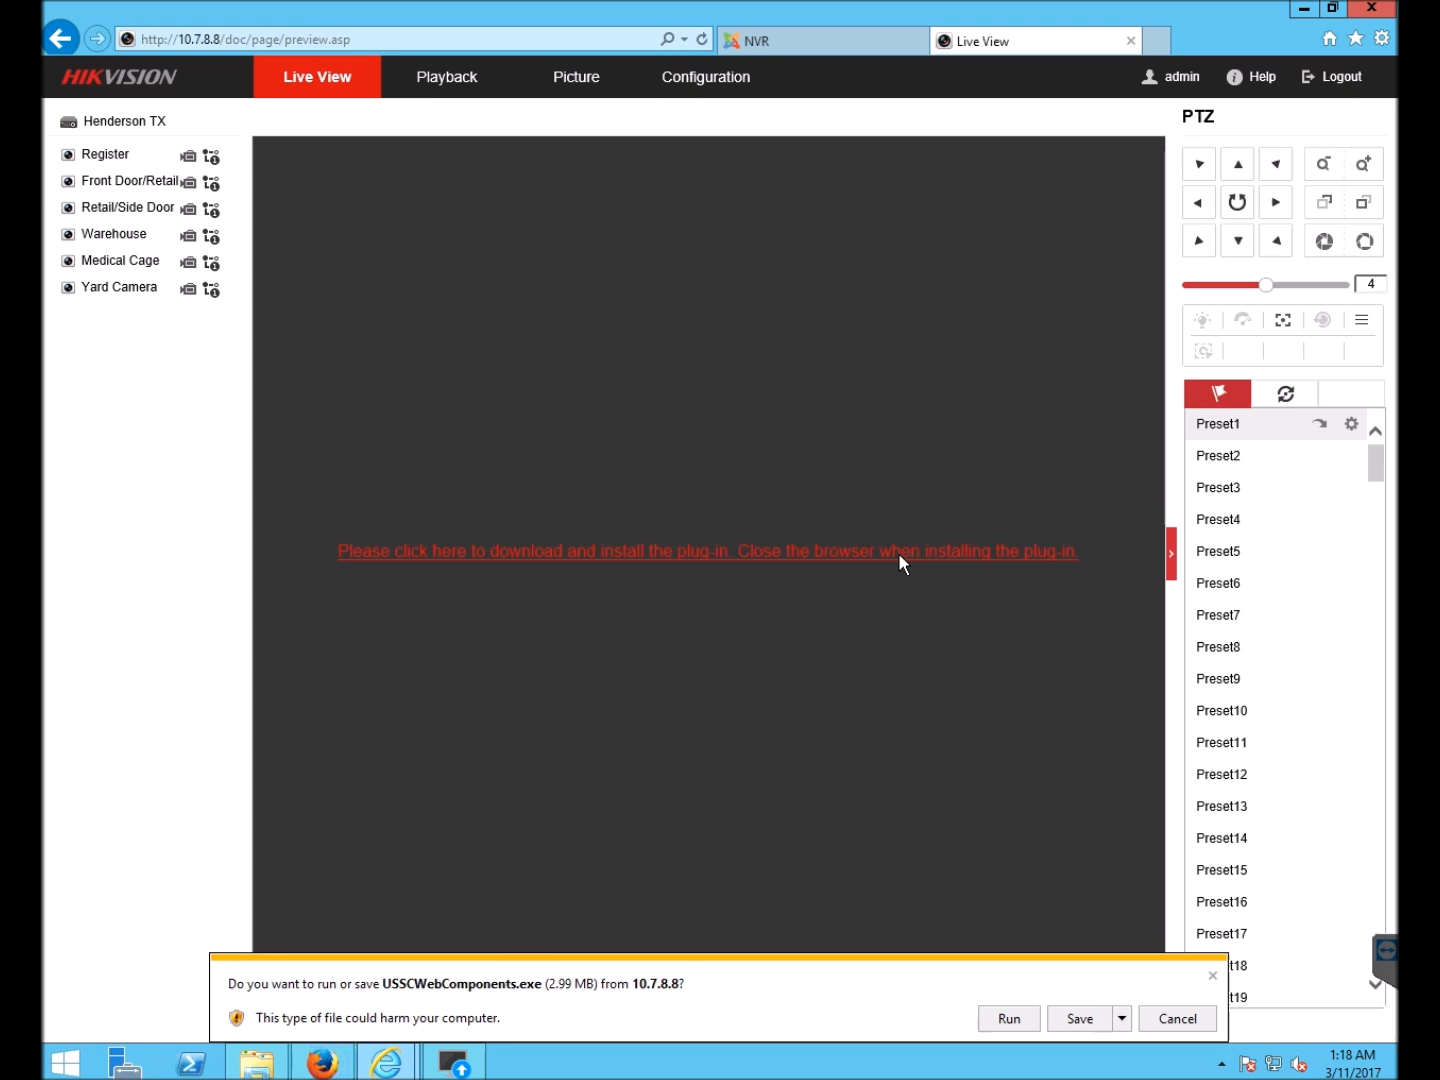 http://10.7.8.8/doc/page/preview.asp
NVR
Live View
HIKVISION
Live View
Playback
Picture
Configuration
admin
Help
Logout
Henderson TX
Register
Front Door/Retail
Retail/Side Door
Warehouse
Medical Cage
Yard Camera
Please click here to download and install the plug-in. Close the browser when installing the plug-in.
PTZ
4
Preset1
Preset2
Preset3
Preset4
Preset5
Preset6
Preset7
Preset8
Preset9
Preset10
Preset11
Preset12
Preset13
Preset14
Preset15
Preset16
Preset17
t18
t19
Do you want to run or save USSCWebComponents.exe (2.99 MB) from 10.7.8.8?
This type of file could harm your computer.
Run
Save
Cancel
1:18 AM
3/11/2017